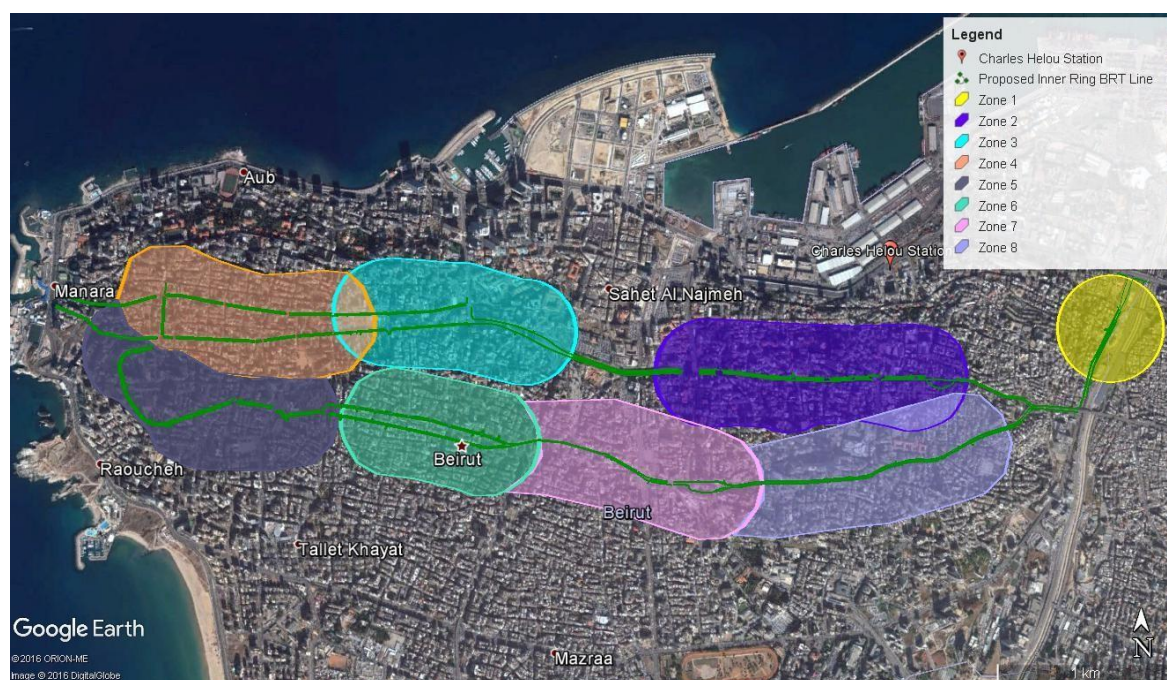 Legend
Charles Helou Station
Proposed Inner Ring BRT Line
Zone 1
Zone 2
Zone 3
Zone 4
Zone 5
Zone 6
Zone 7
Zone 8
Aub
Charles Helou Station
Manara
Sahet Al Najmeh
Beirut
Raoucheh
Beirut
Tallet Khayat
Google Earth
N
©2016 ORION-ME
Mazraa
1 km
Image © 2016 DigitalGlobe